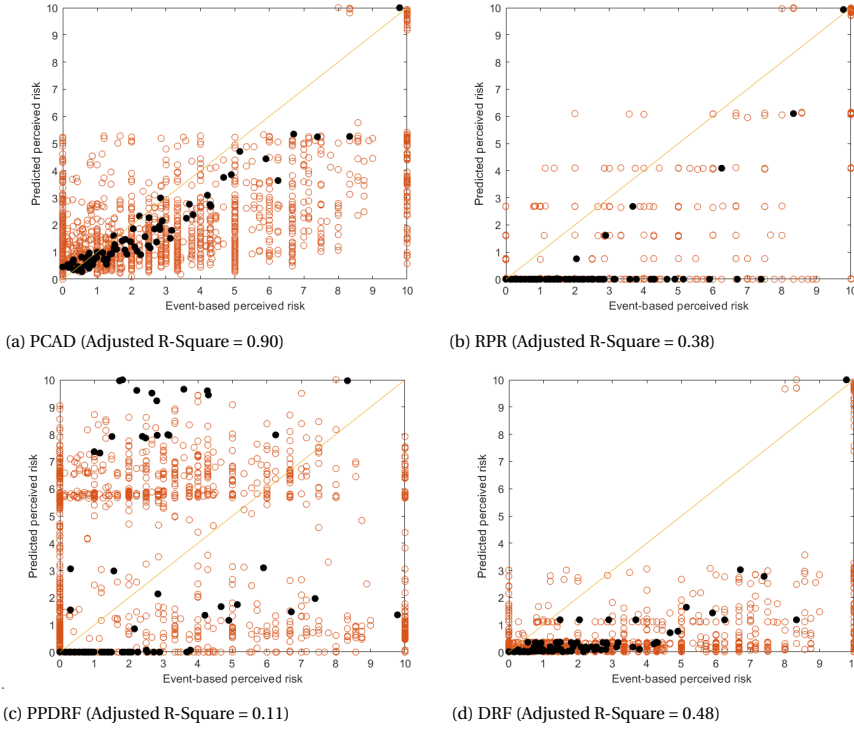 10
9
8
7
6
5
4
3
2
1
0
Predicted perceived risk
0 1 2 3 4 5 6 7 8 9 10
Event-based perceived risk
(a) PCAD (Adjusted R-Square = 0.90)
10
9
8
7
6
5
4
3
2
1
0
Predicted perceived risk
0 1 2 3 4 5 6 7 8 9 10
Event-based perceived risk
(b) RPR (Adjusted R-Square = 0.38)
10
9
8
7
6
5
4
3
2
1
0
Predicted perceived risk
0 1 2 3 4 5 6 7 8 9 10
Event-based perceived risk
(c) PPDRF (Adjusted R-Square = 0.11)
10
9
8
7
6
5
4
3
2
1
0
Predicted perceived risk
0 1 2 3 4 5 6 7 8 9
Event-based perceived risk
(d) DRF (Adjusted R-Square = 0.48)